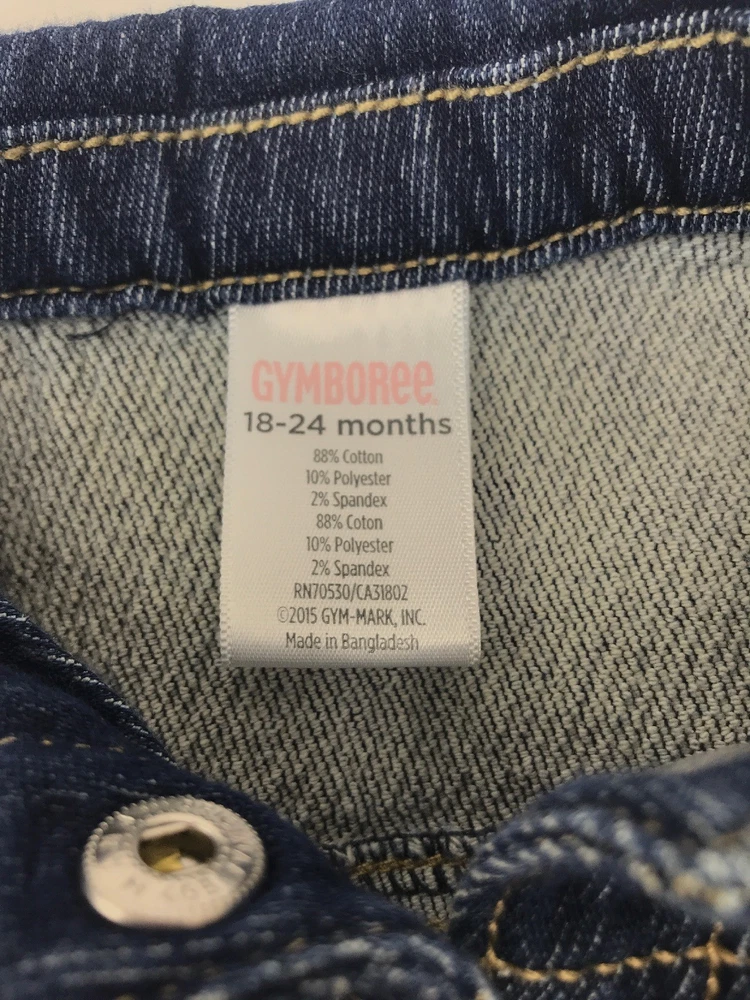 GYMBOREE
18-24 months
88% Cotton
10% Polyester
2% Spandex
88% Coton
10% Polyester
2% Spandex
RN70530/CA31802
©2015 GYM-MARK, INC.
Made in Bangladesh